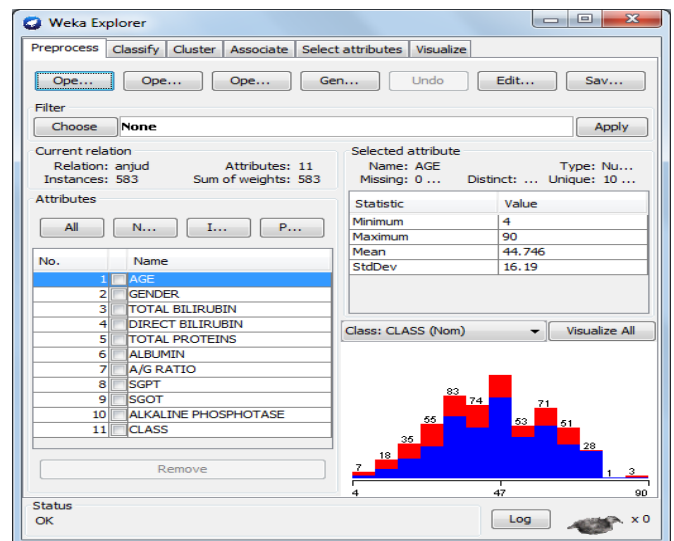 Weka Explorer
Preprocess Classify Cluster Associate Select attributes Visualize
Ope... Ope... Ope... Gen... Undo Edit... Sav...
Filter
Choose None Apply
Current relation
Relation: anjud Attributes: 11
Instances: 583 Sum of weights: 583
Attributes
All N... I... P...
No. Name
1 AGE
2 GENDER
3 TOTAL BILIRUBIN
4 DIRECT BILIRUBIN
5 TOTAL PROTEINS
6 ALBUMIN
7 A/G RATIO
8 SGPT
9 SGOT
10 ALKALINE PHOSPHOTASE
11 CLASS
Remove
Selected attribute
Name: AGE Type: Nu...
Missing: 0 ... Distinct: ... Unique: 10 ...
Statistic Value
Minimum 4
Maximum 90
Mean 44.746
StdDev 16.19
Class: CLASS (Nom) Visualize All
7 18 35 55 83 74 53 71 51 28 1 3
4 47 90
Status
OK Log x 0